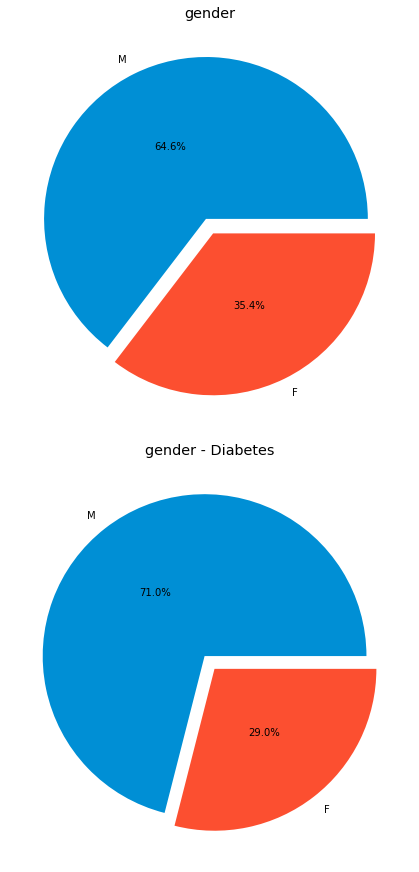 gender
M
64.6%
35.4%
F
gender - Diabetes
M
71.0%
29.0%
F